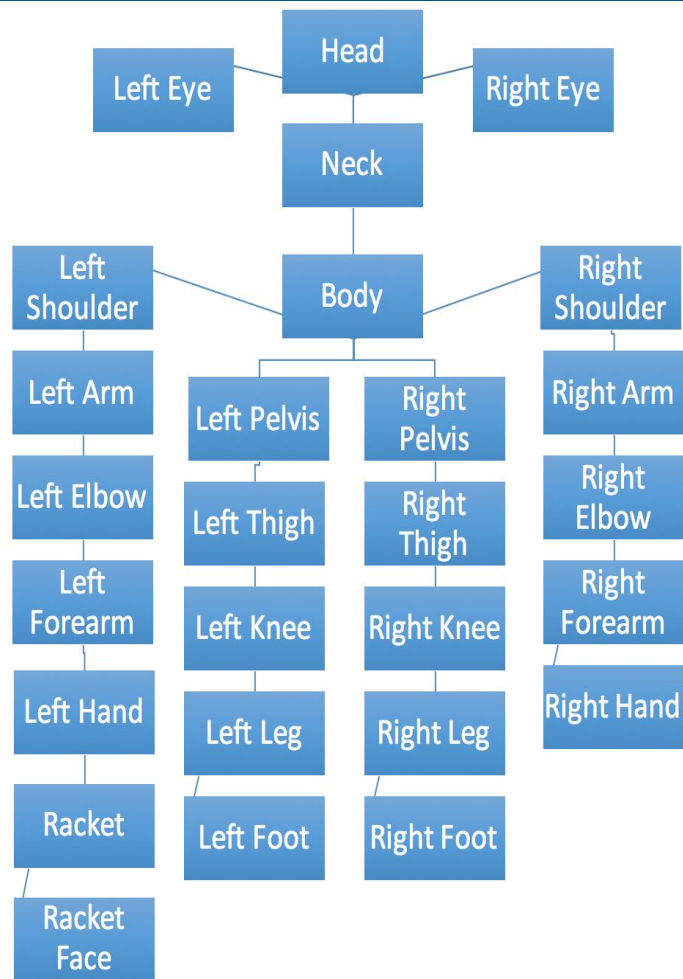 Head
Left Eye
Right Eye
Neck
Left
Shoulder
Body
Right
Shoulder
Left Arm
Left Pelvis
Right
Pelvis
Right Arm
Left Elbow
Left Thigh
Right
Thigh
Right
Elbow
Left
Forearm
Left Knee
Right Knee
Right
Forearm
Left Hand
Left Leg
Right Leg
Right Hand
Racket
Left Foot
Right Foot
Racket
Face